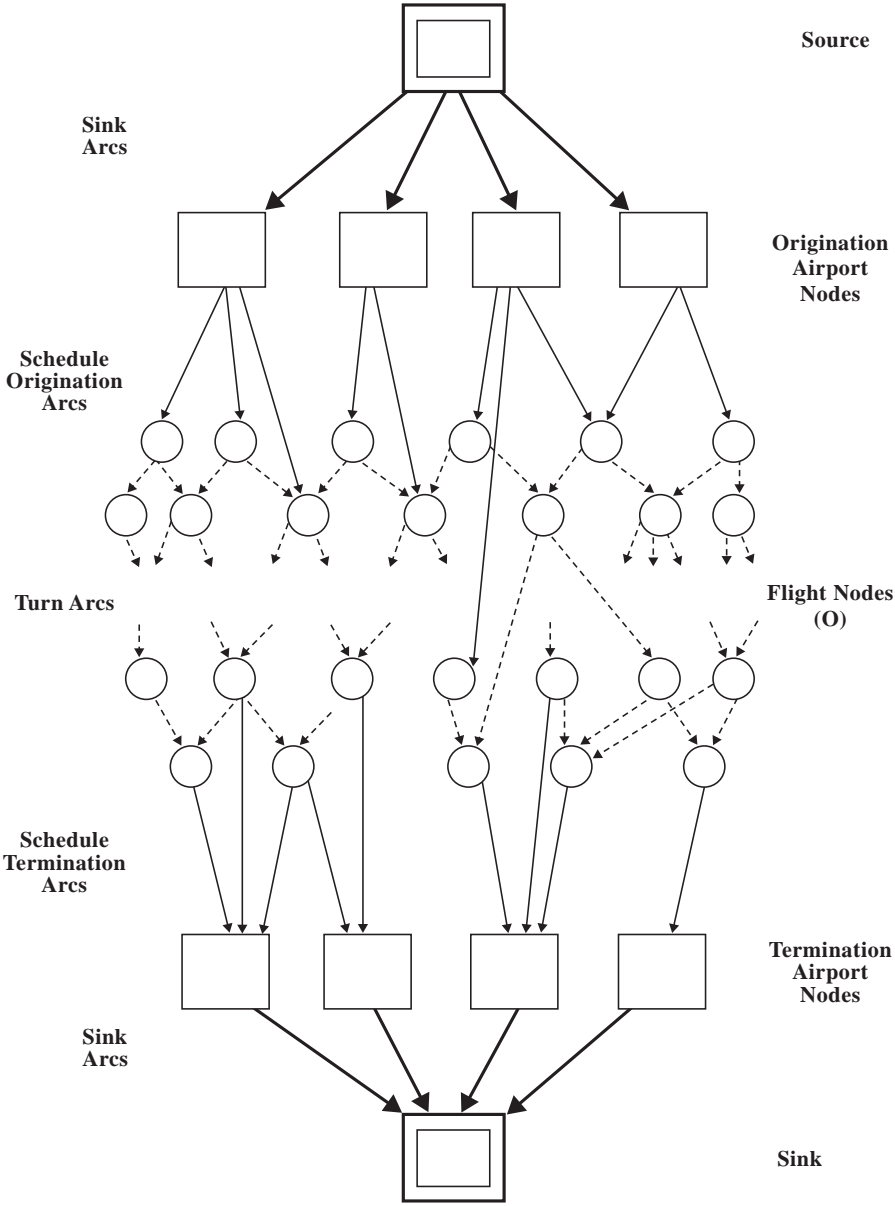 Source
Sink
Arcs
Origination
Airport
Nodes
Schedule
Origination
Arcs
Turn Arcs
Flight Nodes
(O)
Schedule
Termination
Arcs
Termination
Airport
Nodes
Sink
Arcs
Sink